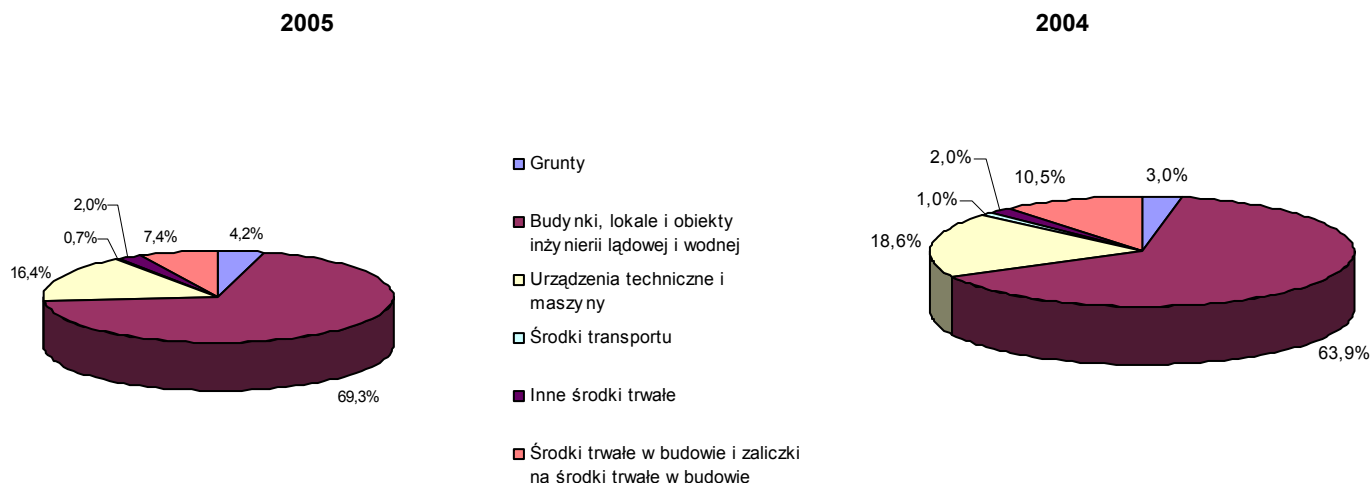 2005
2004
2,0%
0,7%
7,4%
4,2%
16,4%
69,3%
Grunty
Budynki, lokale i obiekty
inżynierii lądowej i wodnej
Urządzenia techniczne i
maszyny
Środki transportu
Inne środki trwałe
Środki trwałe w budowie i zaliczki
na środki trwałe w budowie
2,0%
10,5%
3,0%
1,0%
18,6%
63,9%